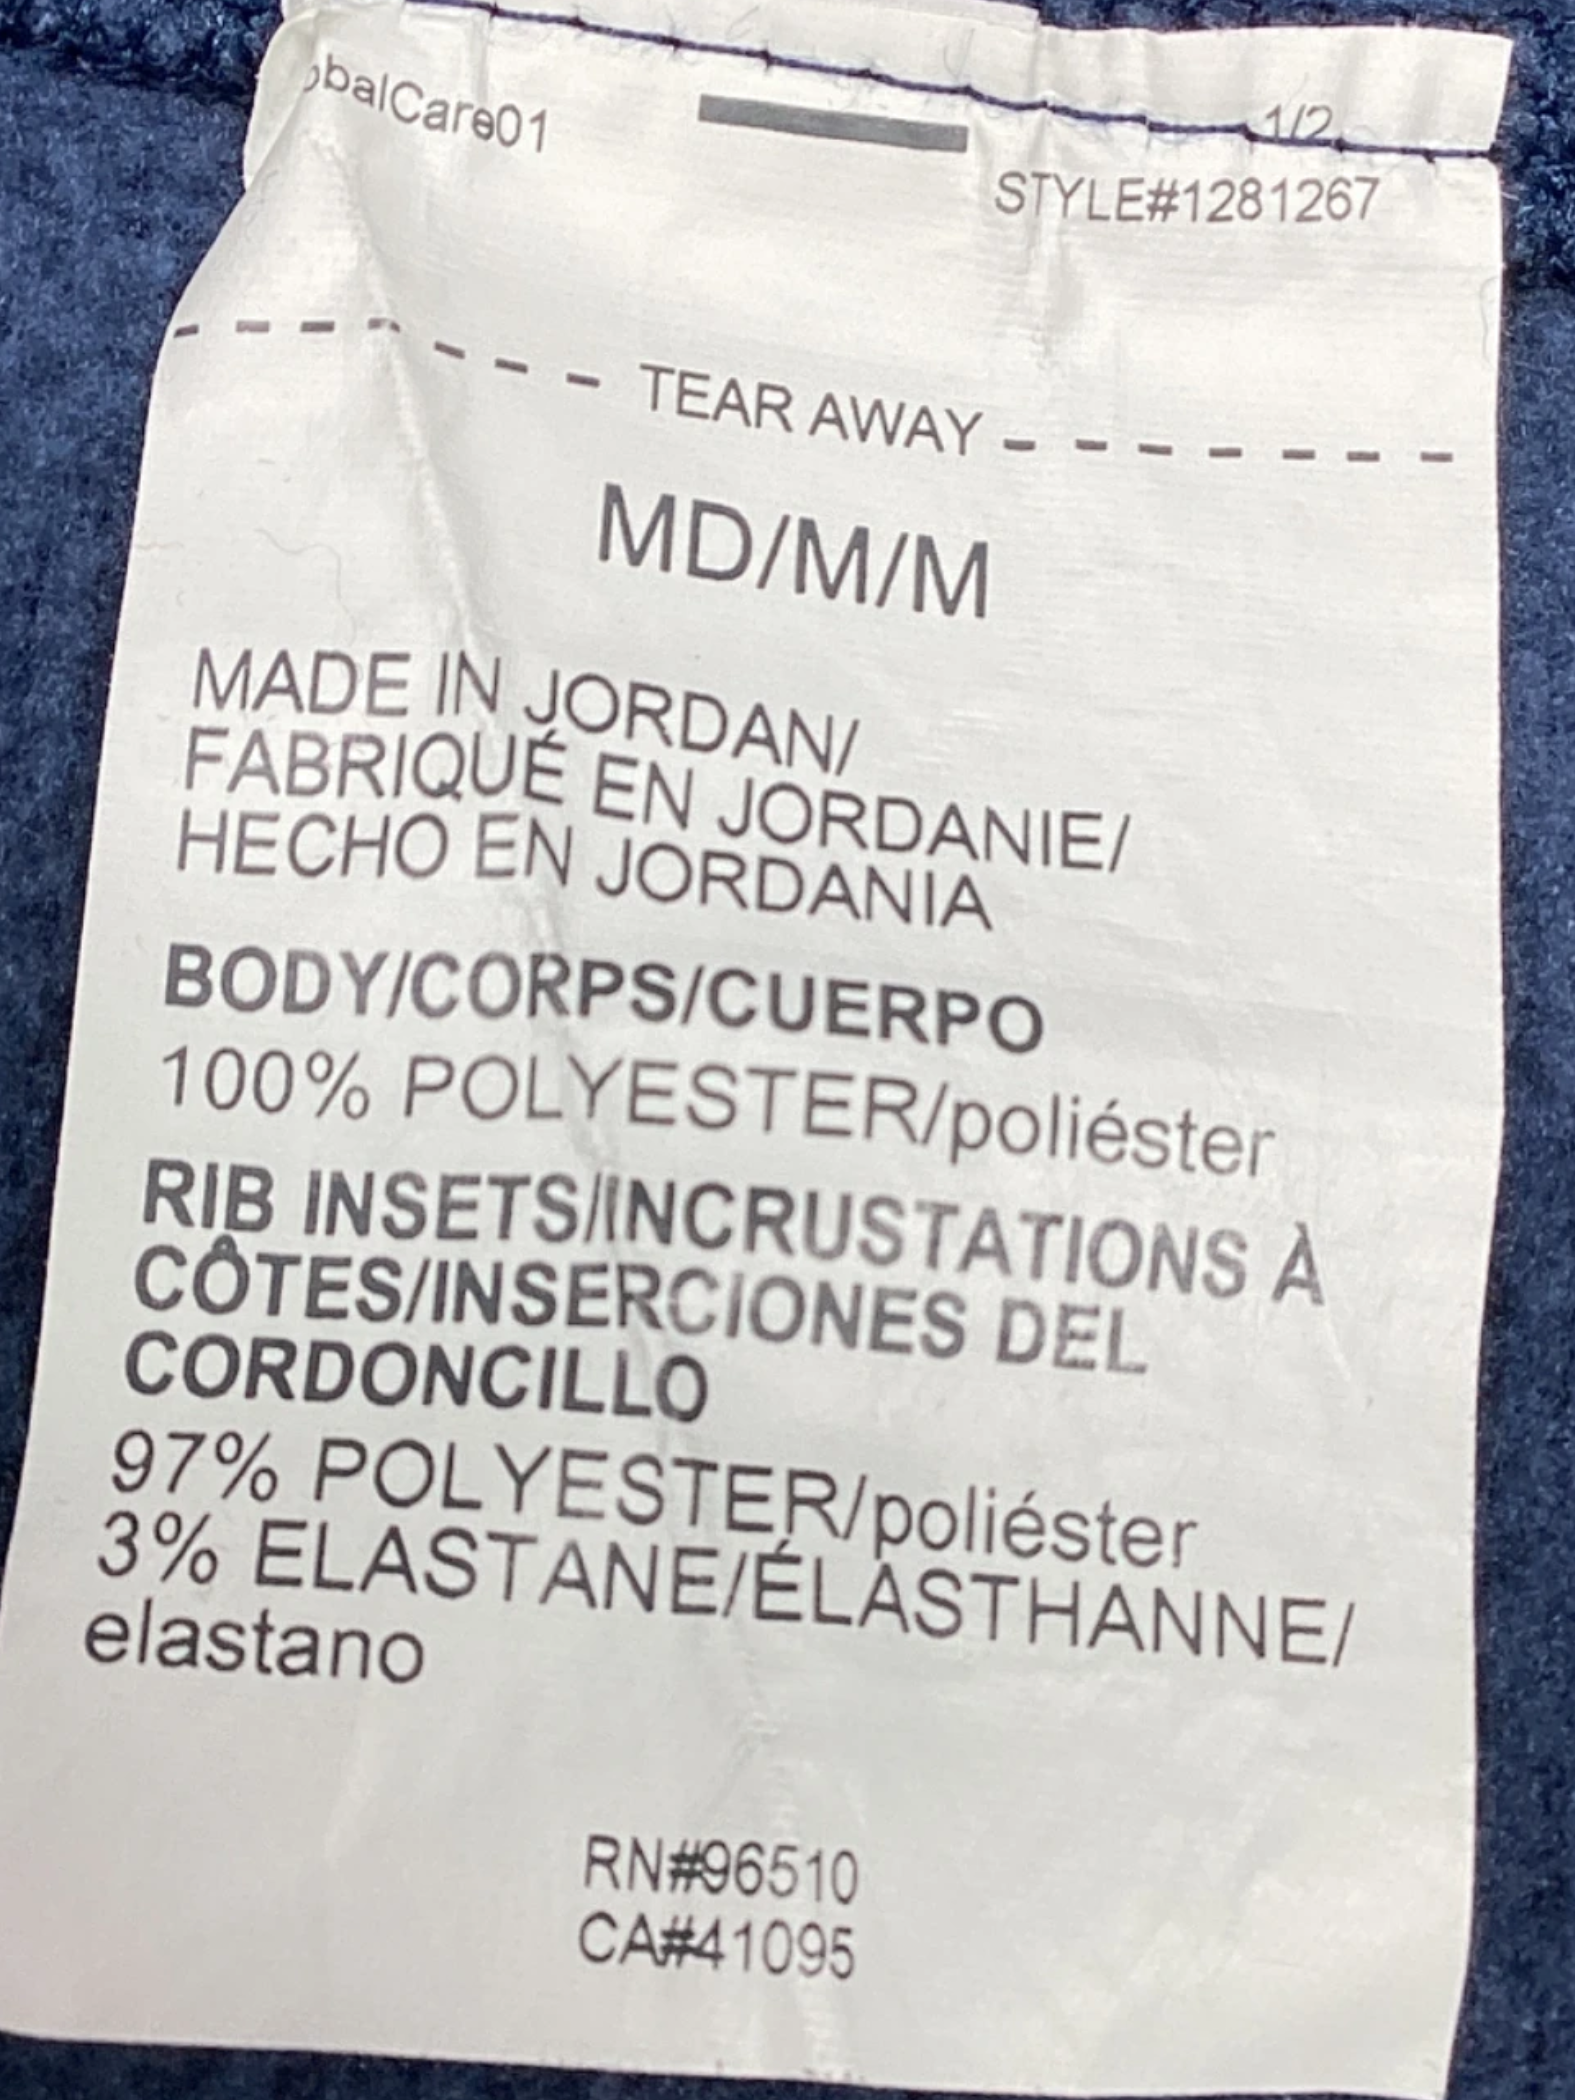 obalCare01
1/2
STYLE#1281267
- - - - - - - TEAR AWAY - - - - - - -
MD/M/M
MADE IN JORDAN/
FABRIQUÉ EN JORDANIE/
HECHO EN JORDANIA
BODY/CORPS/CUERPO
100% POLYESTER/poliéster
RIB INSETS/INCRUSTATIONS À
CÔTES/INSERCIONES DEL
CORDONCILLO
97% POLYESTER/poliéster
3% ELASTANE/ÉLASTHANNE/
elastano
RN#96510
CA#41095